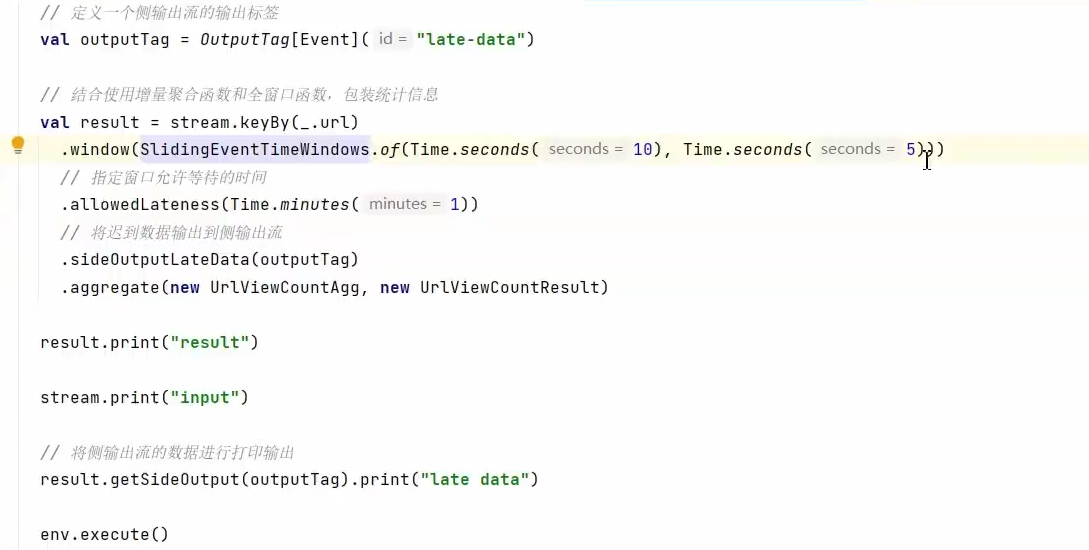 // 定义一个侧输出流的输出标签
val outputTag = OutputTag[Event]( id = "late-data")
// 结合使用增量聚合函数和全窗口函数，包装统计信息
val result = stream.keyBy(_.url)
.window(SlidingEventTimeWindows.of(Time.seconds( seconds = 10), Time.seconds( seconds = 5)))
// 指定窗口允许等待的时间
.allowedLateness(Time.minutes( minutes = 1))
// 将迟到数据输出到侧输出流
.sideOutputLateData(outputTag)
.aggregate(new UrlViewCountAgg, new UrlViewCountResult)
result.print("result")
stream.print("input")
// 将侧输出流的数据进行打印输出
result.getSideOutput(outputTag).print("late data")
env.execute()